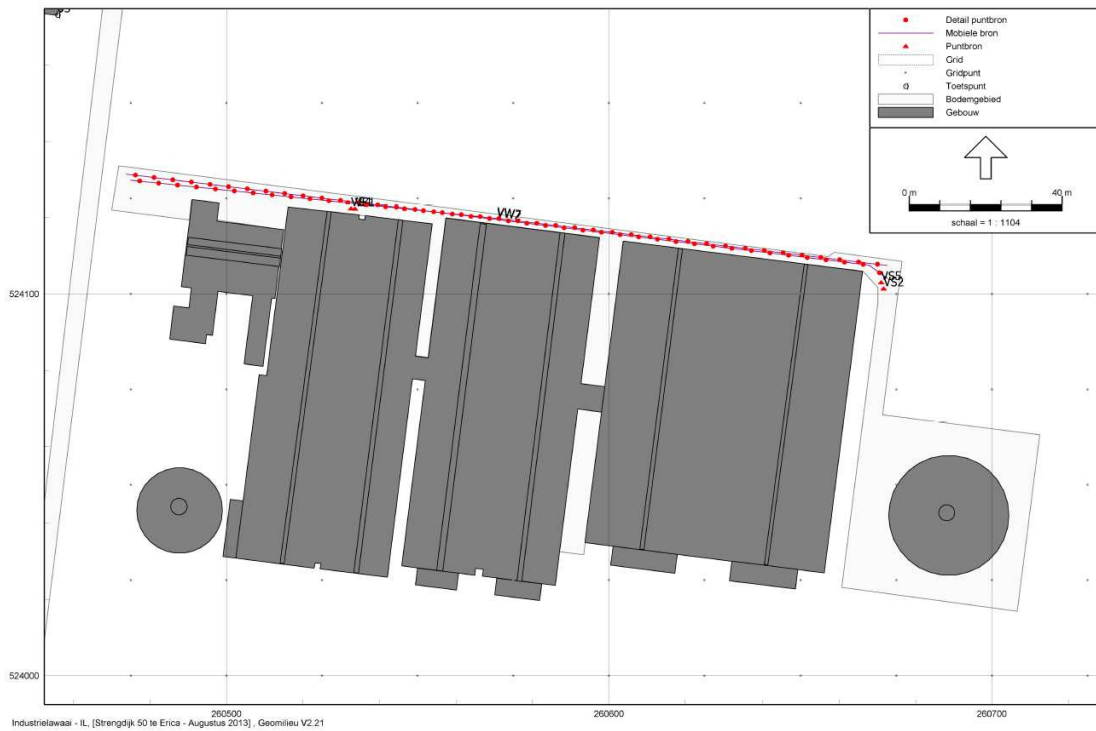 Detail puntbron
Mobiele bron
Puntbron
Grid
Gridpunt
Toetspunt
Bodemgebied
Gebouw
0 m
40 m
schaal = 1 : 1104
VS5
VS2
524100
524000
260500
260600
260700
Industrielawaai - IL, [Strengdijk 50 te Erica - Augustus 2013] , Geomilieu V2.21